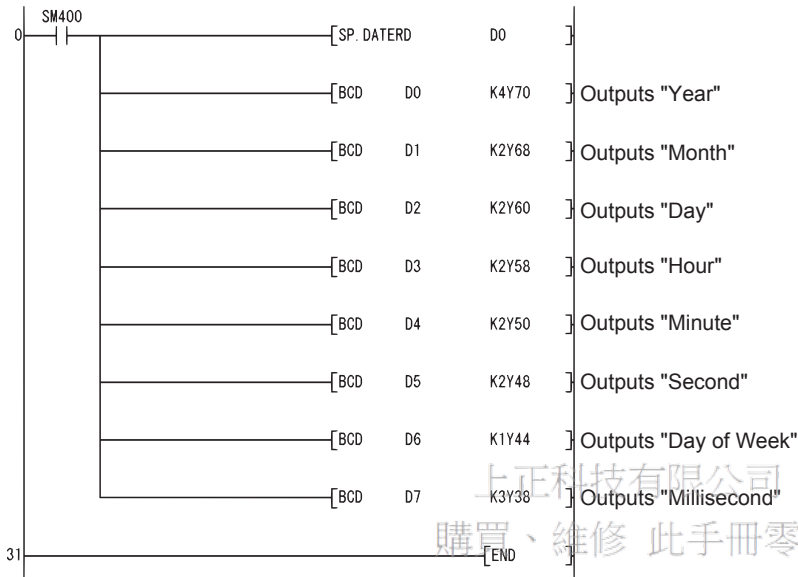 SM400
0 [SP.DATERD D0 ]
[BCD D0 K4Y70 ] Outputs "Year"
[BCD D1 K2Y68 ] Outputs "Month"
[BCD D2 K2Y60 ] Outputs "Day"
[BCD D3 K2Y58 ] Outputs "Hour"
[BCD D4 K2Y50 ] Outputs "Minute"
[BCD D5 K2Y48 ] Outputs "Second"
[BCD D6 K1Y44 ] Outputs "Day of Week"
上正科技有限公司
[BCD D7 K3Y38 ] Outputs "Millisecond"
購買、維修 此手冊零
31 [END ]